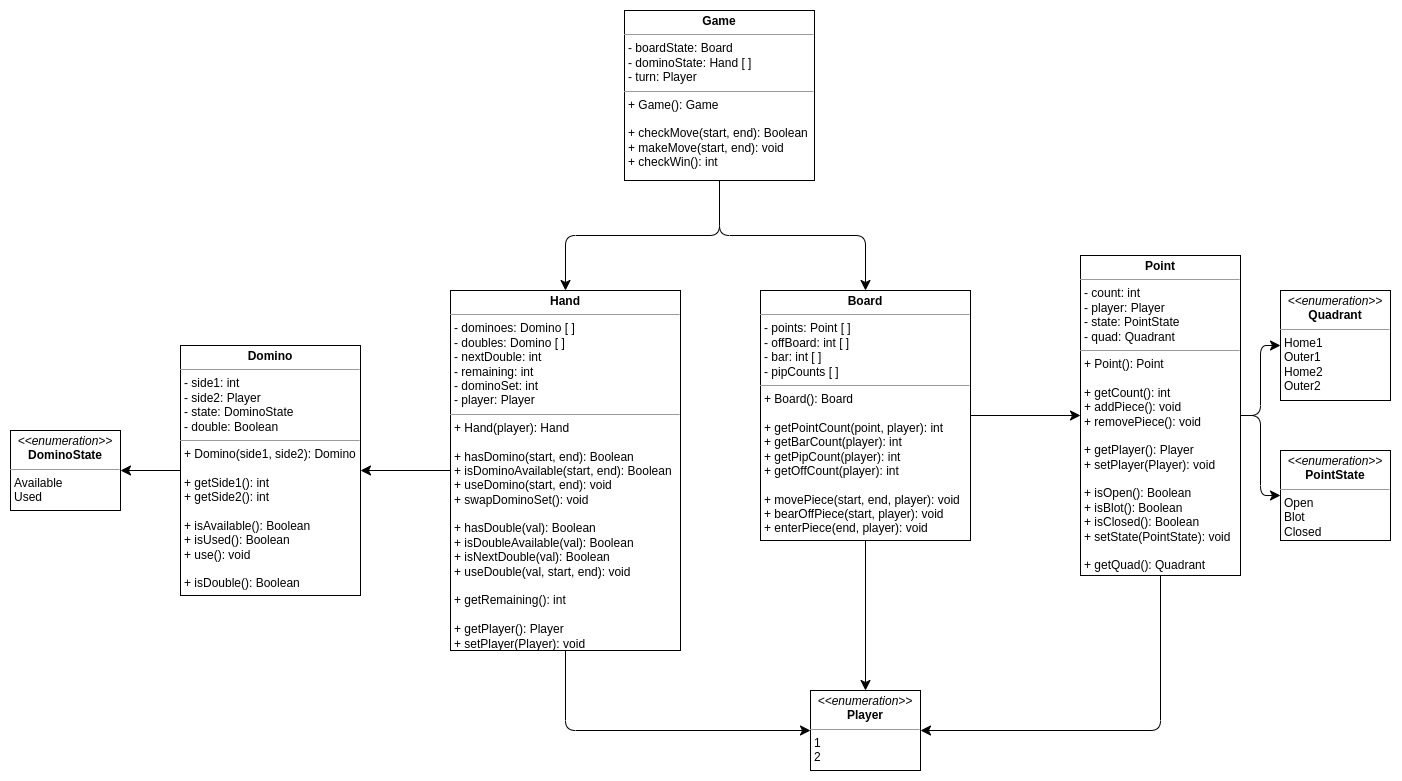 Game
- boardState: Board
- dominoState: Hand [ ]
- turn: Player
+ Game(): Game
+ checkMove(start, end): Boolean
+ makeMove(start, end): void
+ checkWin(): int
Hand
- dominoes: Domino [ ]
- doubles: Domino [ ]
- nextDouble: int
- remaining: int
- dominoSet: int
- player: Player
+ Hand(player): Hand
+ hasDomino(start, end): Boolean
+ isDominoAvailable(start, end): Boolean
+ useDomino(start, end): void
+ swapDominoSet(): void
+ hasDouble(val): Boolean
+ isDoubleAvailable(val): Boolean
+ isNextDouble(val): Boolean
+ useDouble(val, start, end): void
+ getRemaining(): int
+ getPlayer(): Player
+ setPlayer(Player): void
Board
- points: Point [ ]
- offBoard: int [ ]
- bar: int [ ]
- pipCounts [ ]
+ Board(): Board
+ getPointCount(point, player): int
+ getBarCount(player): int
+ getPipCount(player): int
+ getOffCount(player): int
+ movePiece(start, end, player): void
+ bearOffPiece(start, player): void
+ enterPiece(end, player): void
Point
- count: int
- player: Player
- state: PointState
- quad: Quadrant
+ Point(): Point
+ getCount(): int
+ addPiece(): void
+ removePiece(): void
+ getPlayer(): Player
+ setPlayer(Player): void
+ isOpen(): Boolean
+ isBlot(): Boolean
+ isClosed(): Boolean
+ setState(PointState): void
+ getQuad(): Quadrant
<<enumeration>>
Quadrant
Home1
Outer1
Home2
Outer2
<<enumeration>>
PointState
Open
Blot
Closed
Domino
- side1: int
- side2: Player
- state: DominoState
- double: Boolean
+ Domino(side1, side2): Domino
+ getSide1(): int
+ getSide2(): int
+ isAvailable(): Boolean
+ isUsed(): Boolean
+ use(): void
+ isDouble(): Boolean
<<enumeration>>
DominoState
Available
Used
<<enumeration>>
Player
1
2